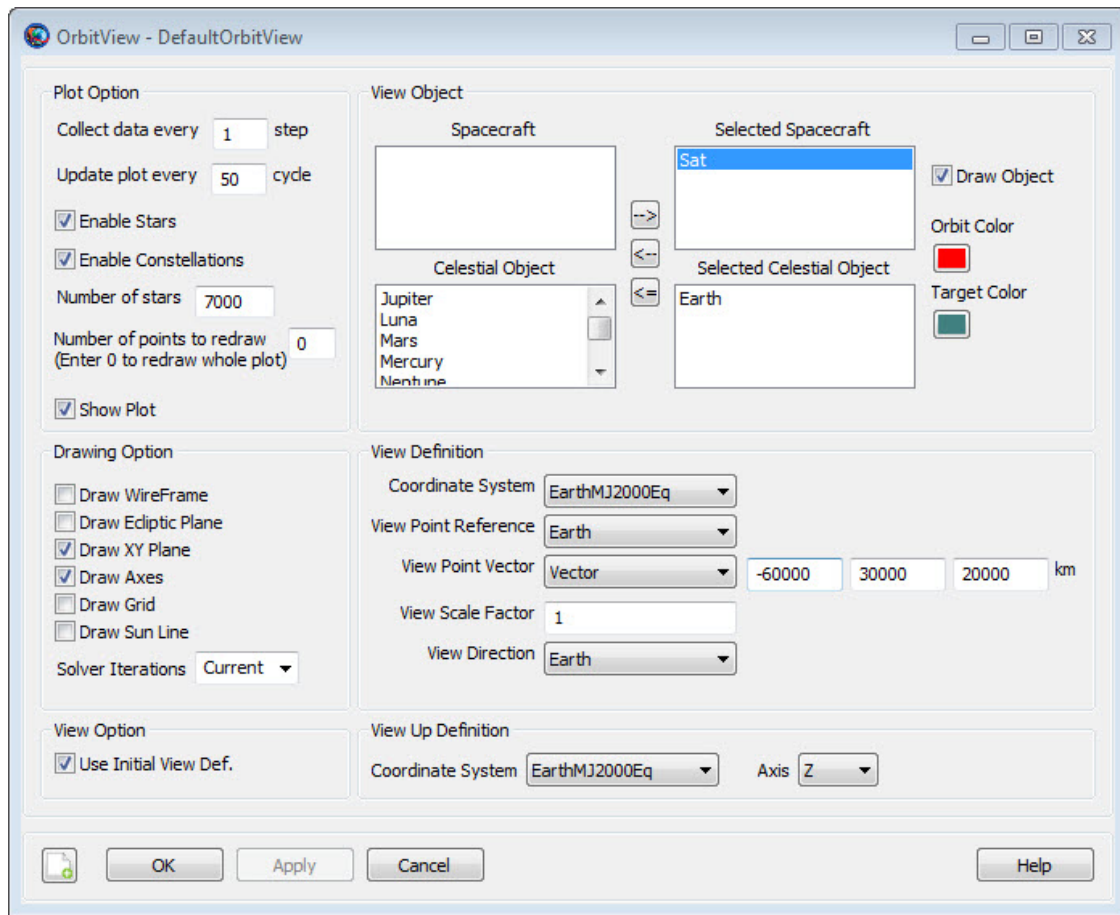 OrbitView - DefaultOrbitView
Plot Option
Collect data every 1 step
Update plot every 50 cycle
Enable Stars
Enable Constellations
Number of stars 7000
Number of points to redraw 0
(Enter 0 to redraw whole plot)
Show Plot
View Object
Spacecraft
Selected Spacecraft
Sat
Draw Object
-->
<--
<=
Orbit Color
Celestial Object
Jupiter
Luna
Mars
Mercury
Neptune
Selected Celestial Object
Earth
Target Color
Drawing Option
Draw WireFrame
Draw Ecliptic Plane
Draw XY Plane
Draw Axes
Draw Grid
Draw Sun Line
Solver Iterations Current
View Definition
Coordinate System EarthMJ2000Eq
View Point Reference Earth
View Point Vector Vector -60000 30000 20000 km
View Scale Factor 1
View Direction Earth
View Option
Use Initial View Def.
View Up Definition
Coordinate System EarthMJ2000Eq Axis Z
OK Apply Cancel Help